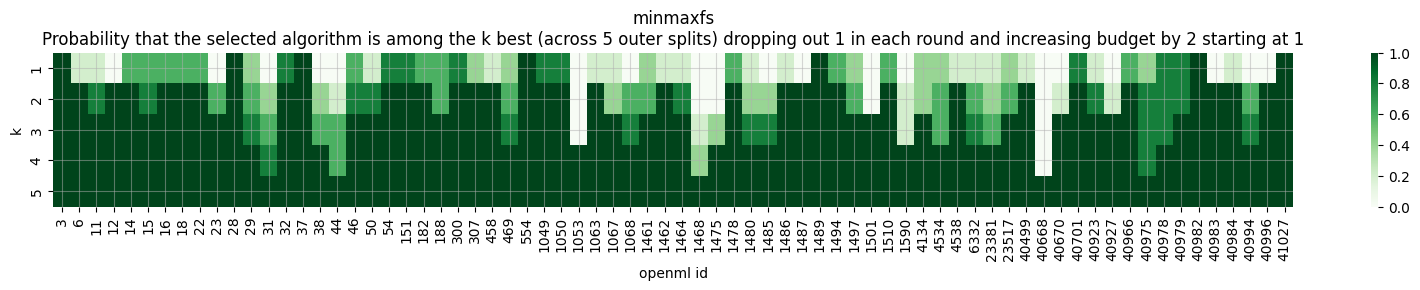 minmaxfs
Probability that the selected algorithm is among the k best (across 5 outer splits) dropping out 1 in each round and increasing budget by 2 starting at 1
k
1
2
3
4
5
3 6 11 12 14 15 16 18 22 23 28 29 31 32 37 38 44 46 50 54 151 182 188 300 307 458 469 554 1049 1050 1053 1063 1067 1068 1461 1462 1464 1468 1475 1478 1480 1485 1486 1487 1489 1494 1497 1501 1510 1590 4134 4534 4538 6332 23381 23517 40499 40668 40670 40701 40923 40927 40966 40975 40978 40979 40982 40983 40984 40994 40996 41027
openml id
1.0
0.8
0.6
0.4
0.2
0.0